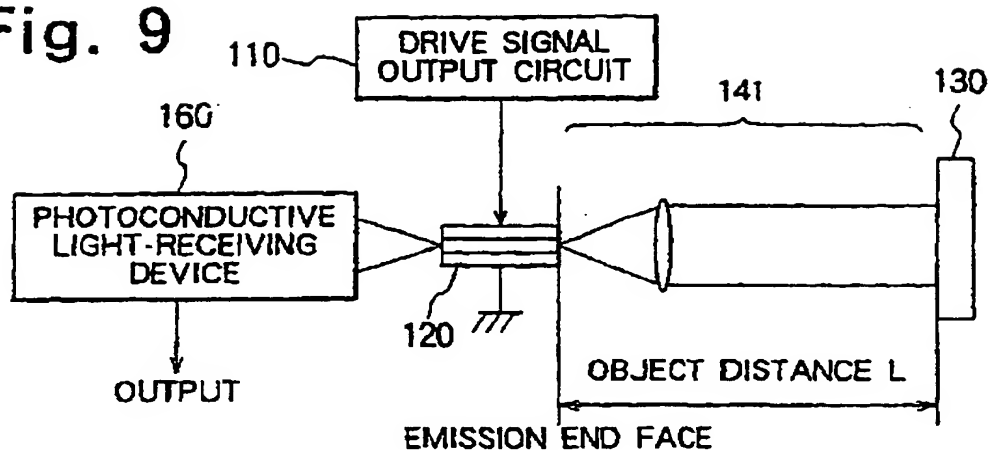 Fig. 9
110
DRIVE SIGNAL
OUTPUT CIRCUIT
141
130
160
PHOTOCONDUCTIVE
LIGHT-RECEIVING
DEVICE
120
OUTPUT
OBJECT DISTANCE L
EMISSION END FACE